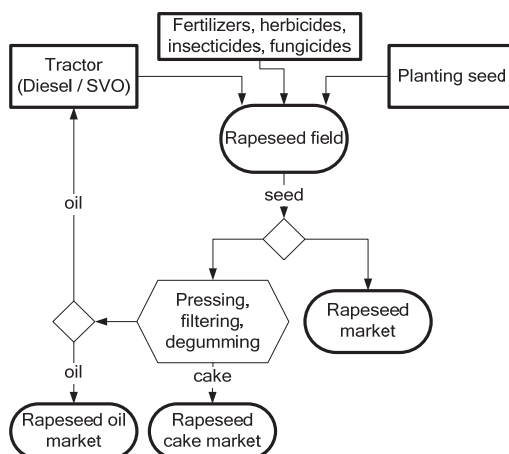 Fertilizers, herbicides,
insecticides, fungicides
Tractor
(Diesel / SVO)
Planting seed
Rapeseed field
seed
oil
Pressing,
filtering,
degumming
Rapeseed
market
oil
cake
Rapeseed oil
market
Rapeseed
cake market